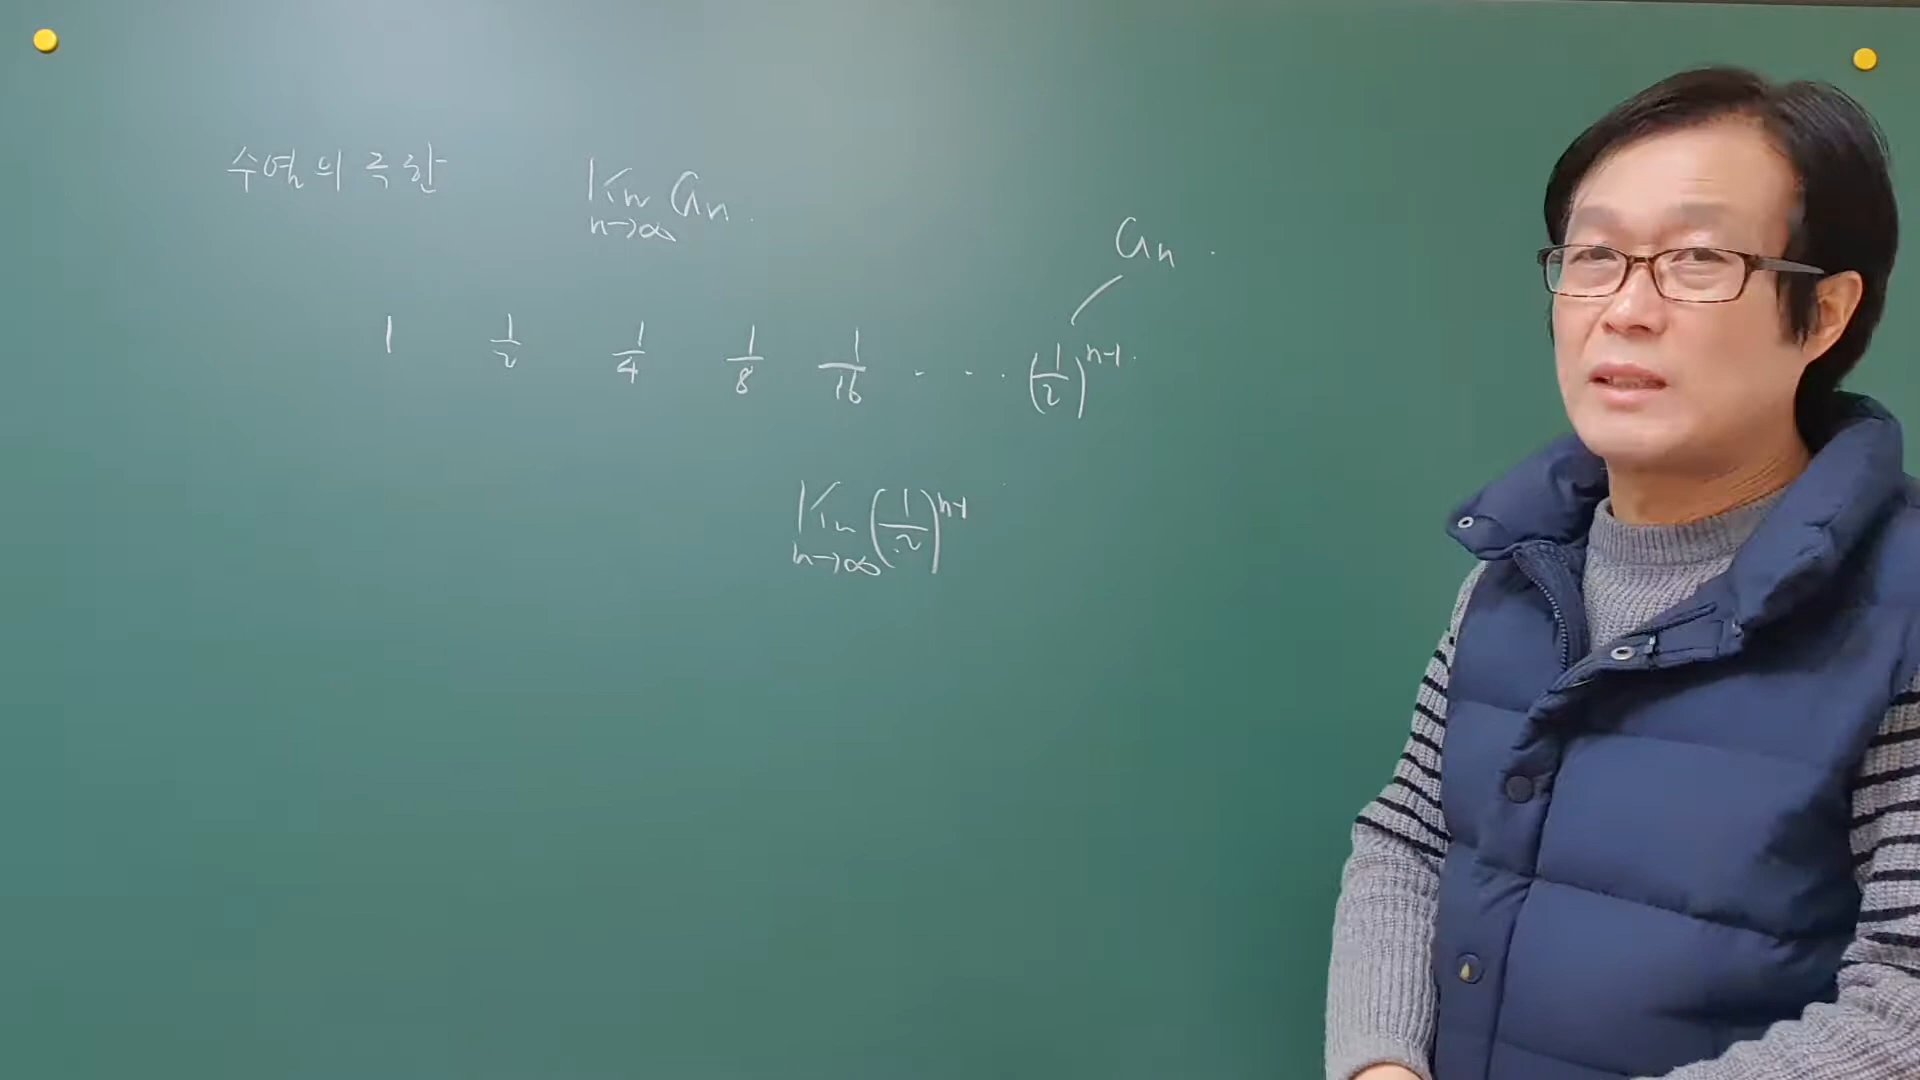 수열의 극한 lim n→∞ an.
an.
1 1/2 1/4 1/8 1/16 · · · (1/2)^n-1.
lim n→∞ (1/2)^n-1